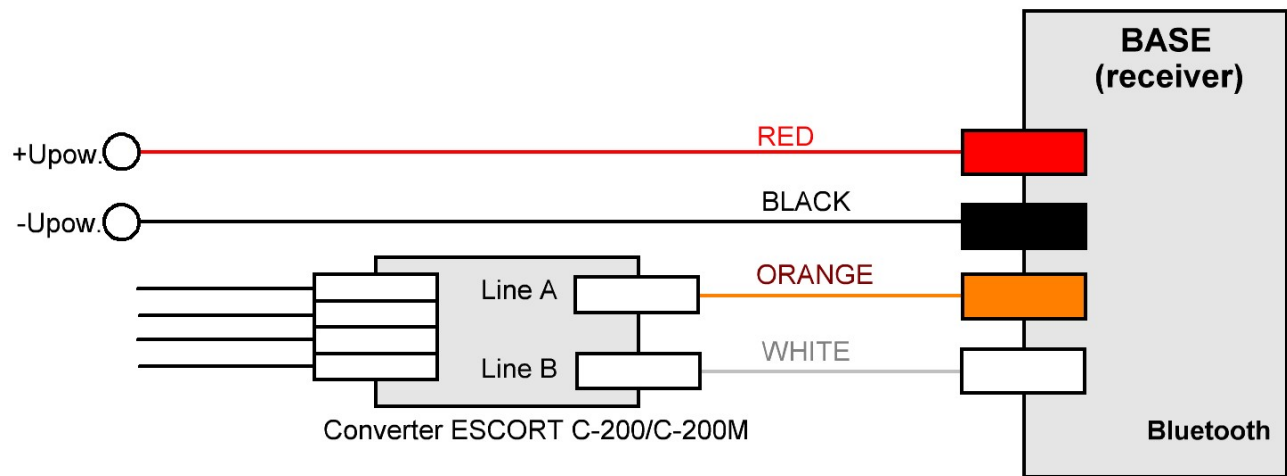 BASE
(receiver)
+Upow.
RED
-Upow.
BLACK
Line A
ORANGE
Line B
WHITE
Converter ESCORT C-200/C-200M
Bluetooth